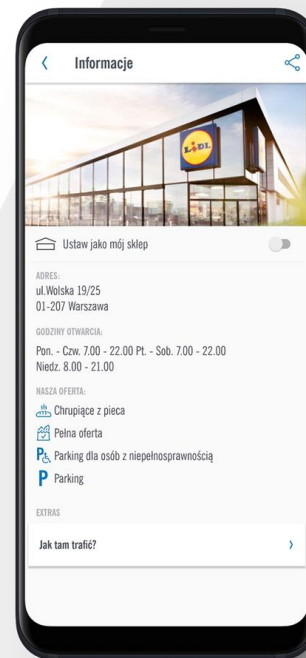 Informacje
LIDL
Ustaw jako mój sklep
ADRES:
ul.Wolska 19/25
01-207 Warszawa
GODZINY OTWARCIA:
Pon. - Czw. 7.00 - 22.00 Pt. - Sob. 7.00 - 22.00
Niedz. 8.00 - 21.00
NASZA OFERTA:
Chrupiące z pieca
Pełna oferta
Parking dla osób z niepełnosprawnością
P Parking
EXTRAS
Jak tam trafić?